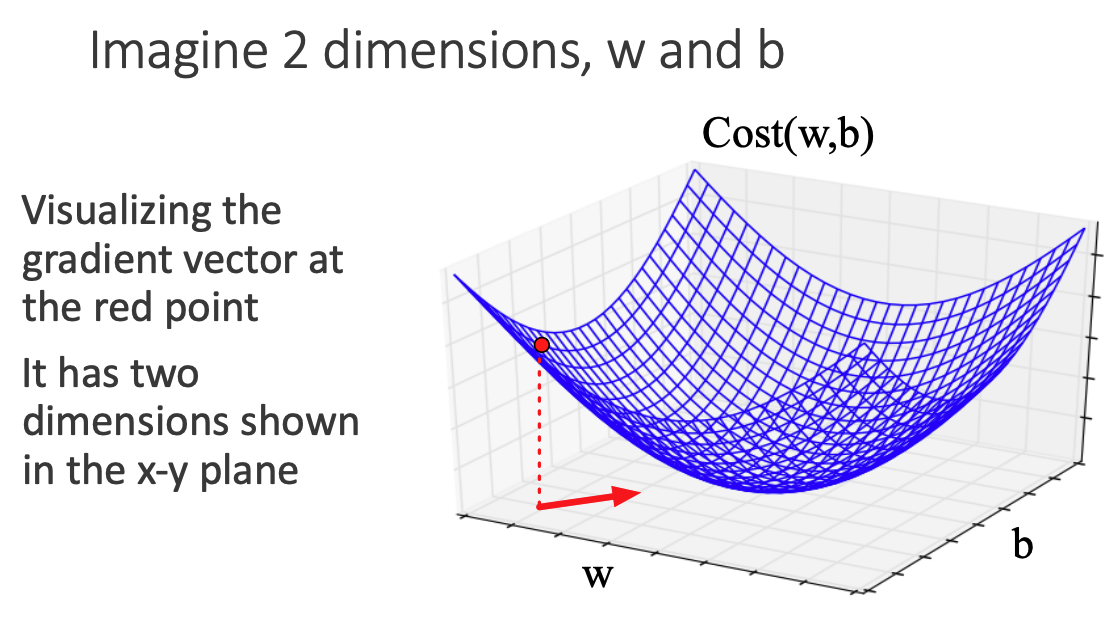 Imagine 2 dimensions, w and b
Cost(w,b)
Visualizing the
gradient vector at
the red point
It has two
dimensions shown
in the x-y plane
w
b